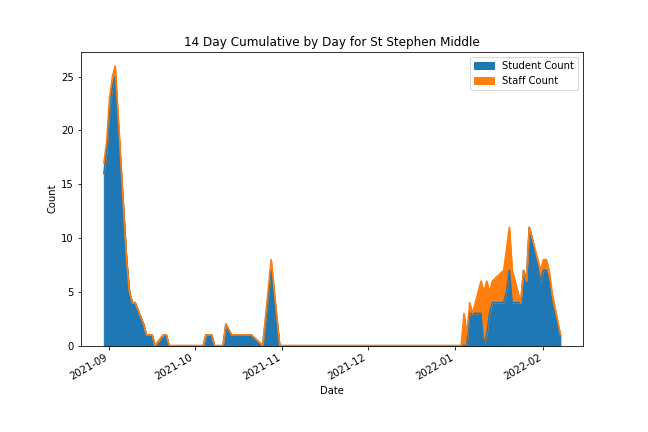 14 Day Cumulative by Day for St Stephen Middle
Student Count
Staff Count
25
20
15
10
5
0
Count
2021-09
2021-10
2021-11
2021-12
2022-01
2022-02
Date